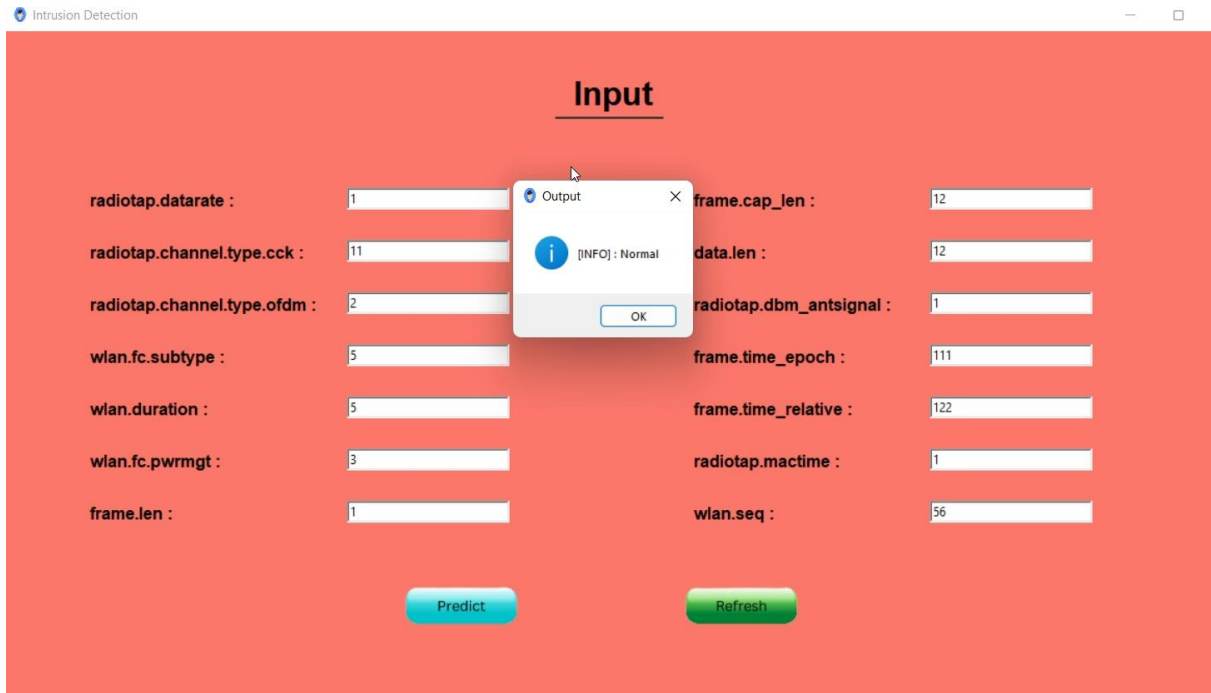 Intrusion Detection
Input
Output
[INFO] : Normal
OK
radiotap.datarate : 1
radiotap.channel.type.cck : 11
radiotap.channel.type.ofdm : 2
wlan.fc.subtype : 5
wlan.duration : 5
wlan.fc.pwrmgt : 3
frame.len : 1
frame.cap_len : 12
data.len : 12
radiotap.dbm_antsignal : 1
frame.time_epoch : 111
frame.time_relative : 122
radiotap.mactime : 1
wlan.seq : 56
Predict
Refresh